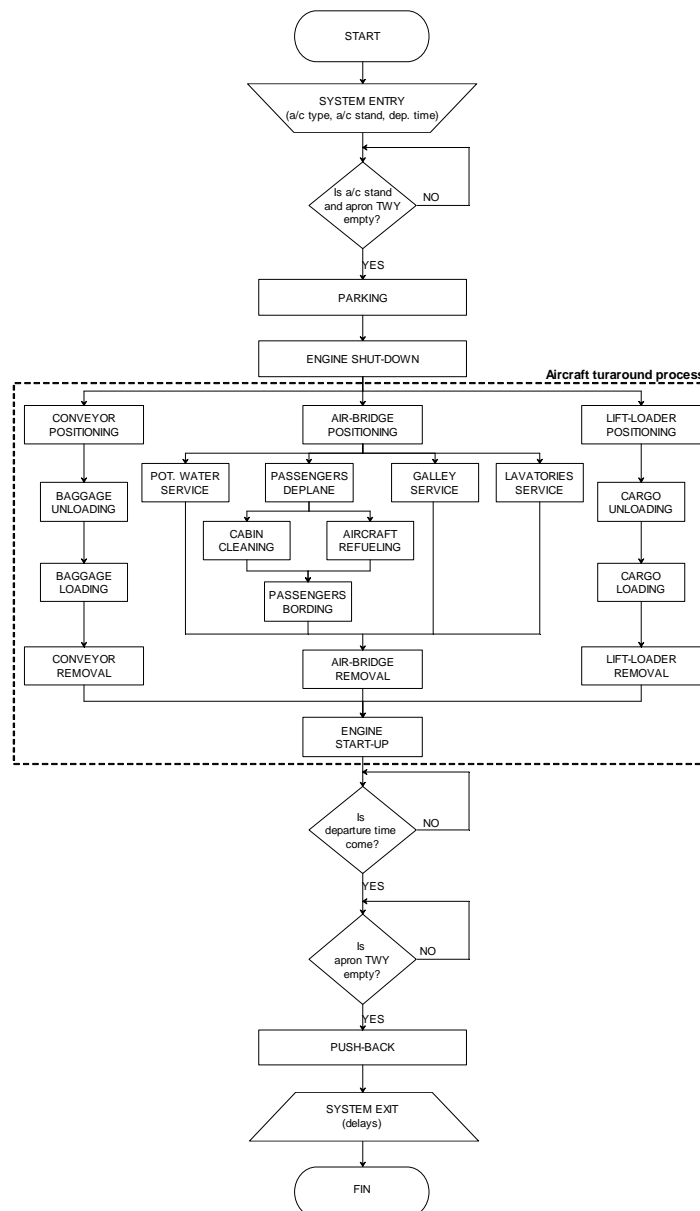 START
SYSTEM ENTRY
(a/c type, a/c stand, dep. time)
Is a/c stand
and apron TWY
empty?
NO
YES
PARKING
ENGINE SHUT-DOWN
Aircraft turaround process
CONVEYOR
POSITIONING
AIR-BRIDGE
POSITIONING
LIFT-LOADER
POSITIONING
POT. WATER
SERVICE
PASSENGERS
DEPLANE
GALLEY
SERVICE
LAVATORIES
SERVICE
BAGGAGE
UNLOADING
CARGO
UNLOADING
CABIN
CLEANING
AIRCRAFT
REFUELING
BAGGAGE
LOADING
CARGO
LOADING
PASSENGERS
BORDING
CONVEYOR
REMOVAL
AIR-BRIDGE
REMOVAL
LIFT-LOADER
REMOVAL
ENGINE
START-UP
Is
departure time
come?
NO
YES
Is
apron TWY
empty?
NO
YES
PUSH-BACK
SYSTEM EXIT
(delays)
FIN